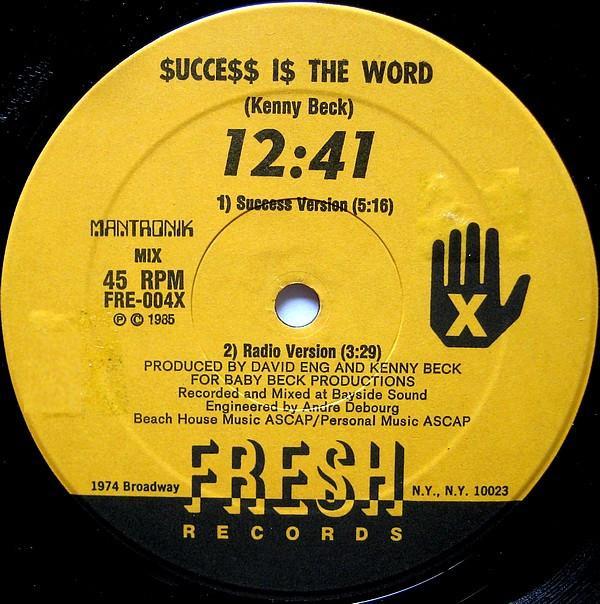 $UCCE$$ I$ THE WORD
(Kenny Beck)
12:41
1) Success Version (5:16)
MANTRONIK
MIX
45 RPM
FRE-004X
Ⓟ © 1985
X
2) Radio Version (3:29)
PRODUCED BY DAVID ENG AND KENNY BECK
FOR BABY BECK PRODUCTIONS
Recorded and Mixed at Bayside Sound
Engineered by Andre Debourg
Beach House Music ASCAP/Personal Music ASCAP
1974 Broadway FRE$H N.Y., N.Y. 10023
RECORDS